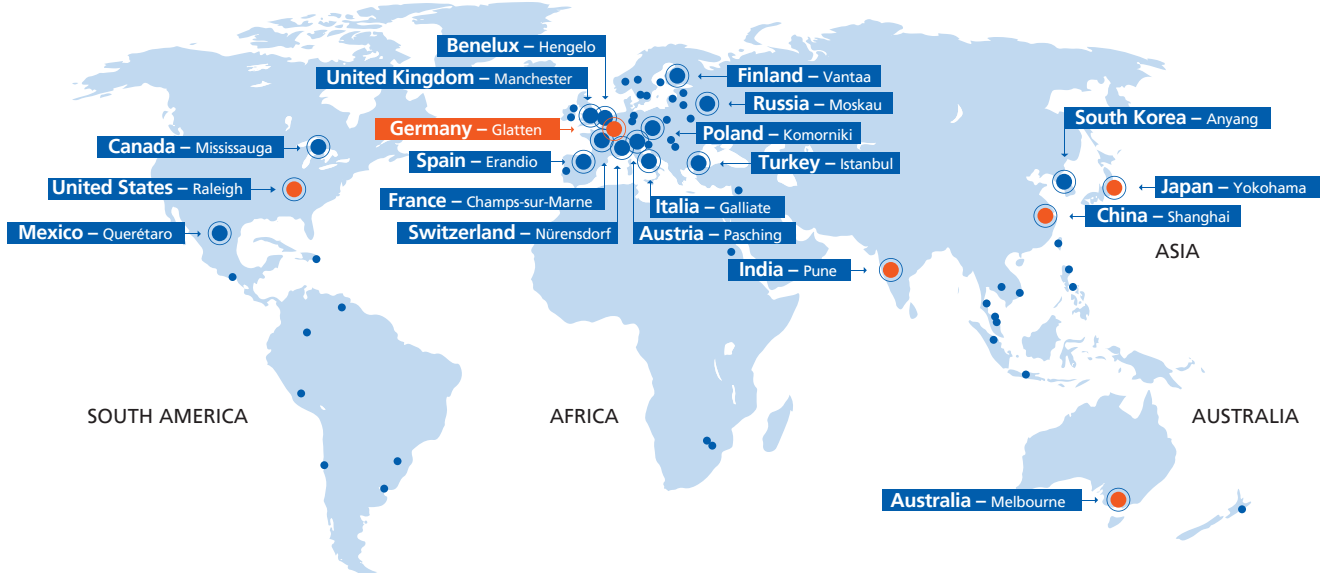 Benelux – Hengelo
United Kingdom – Manchester
Finland – Vantaa
Russia – Moskau
Germany – Glatten
Poland – Komorniki
South Korea – Anyang
Canada – Mississauga
Spain – Erandio
Turkey – Istanbul
United States – Raleigh
France – Champs-sur-Marne
Italia – Galliate
Japan – Yokohama
China – Shanghai
Mexico – Querétaro
Switzerland – Nürensdorf
Austria – Pasching
ASIA
India – Pune
SOUTH AMERICA
AFRICA
AUSTRALIA
Australia – Melbourne